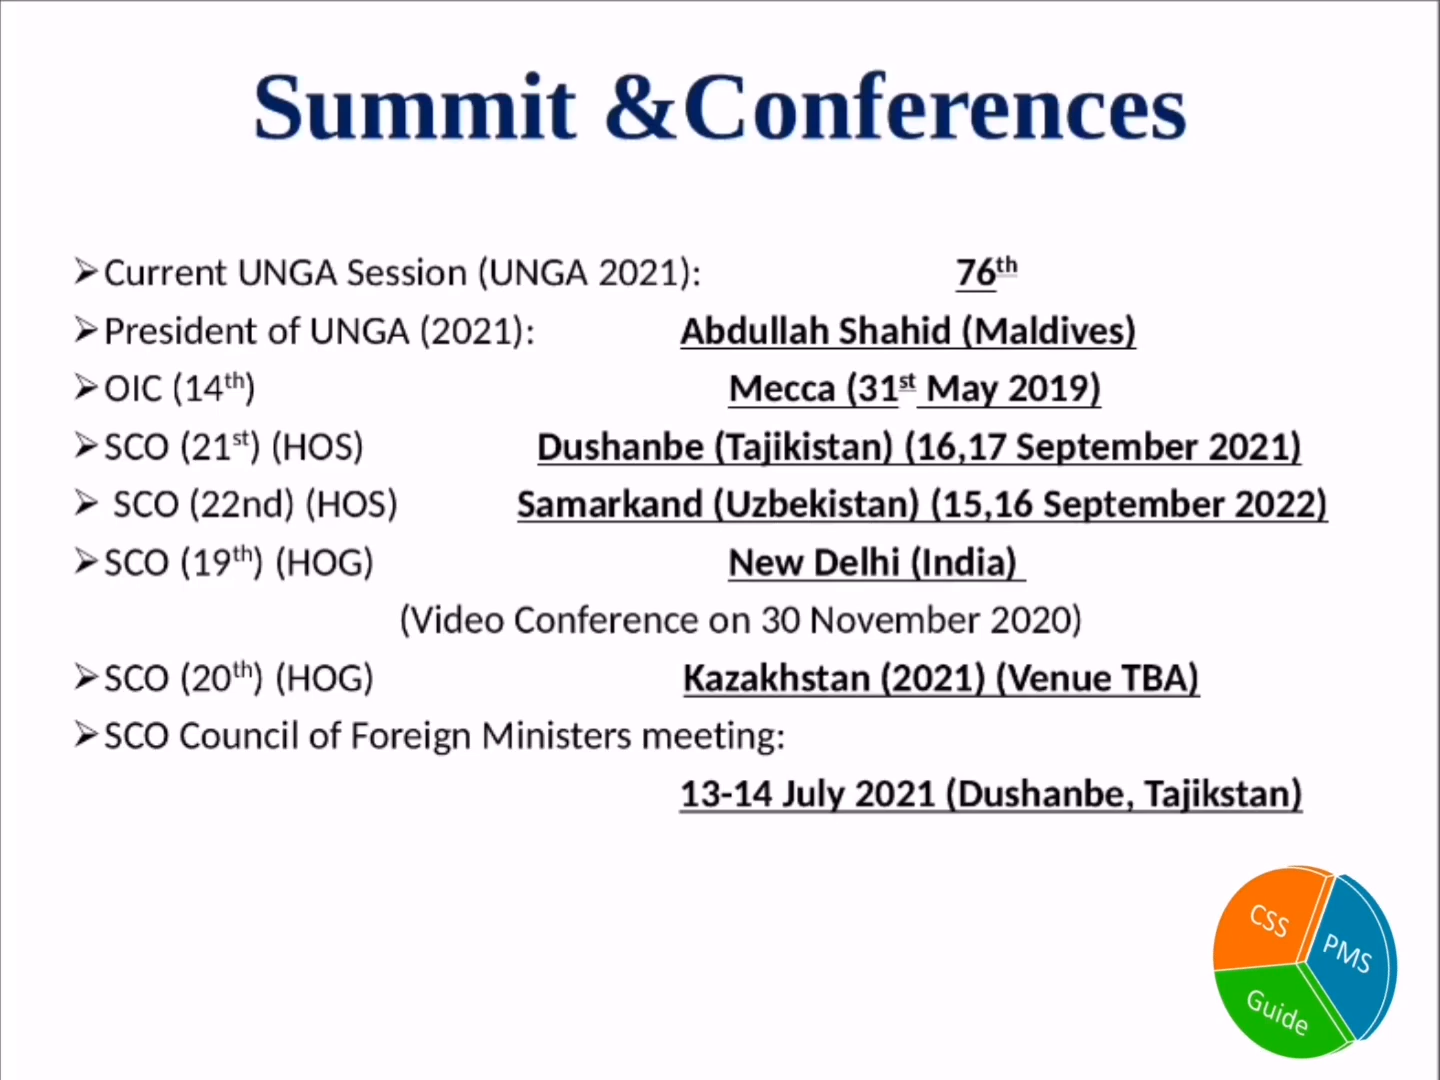 Summit &Conferences
➢Current UNGA Session (UNGA 2021): 76th
➢President of UNGA (2021): Abdullah Shahid (Maldives)
➢OIC (14th) Mecca (31st May 2019)
➢SCO (21st) (HOS) Dushanbe (Tajikistan) (16,17 September 2021)
➢ SCO (22nd) (HOS) Samarkand (Uzbekistan) (15,16 September 2022)
➢SCO (19th) (HOG) New Delhi (India)
(Video Conference on 30 November 2020)
➢SCO (20th) (HOG) Kazakhstan (2021) (Venue TBA)
➢SCO Council of Foreign Ministers meeting:
13-14 July 2021 (Dushanbe, Tajikstan)
CSS
PMS
Guide